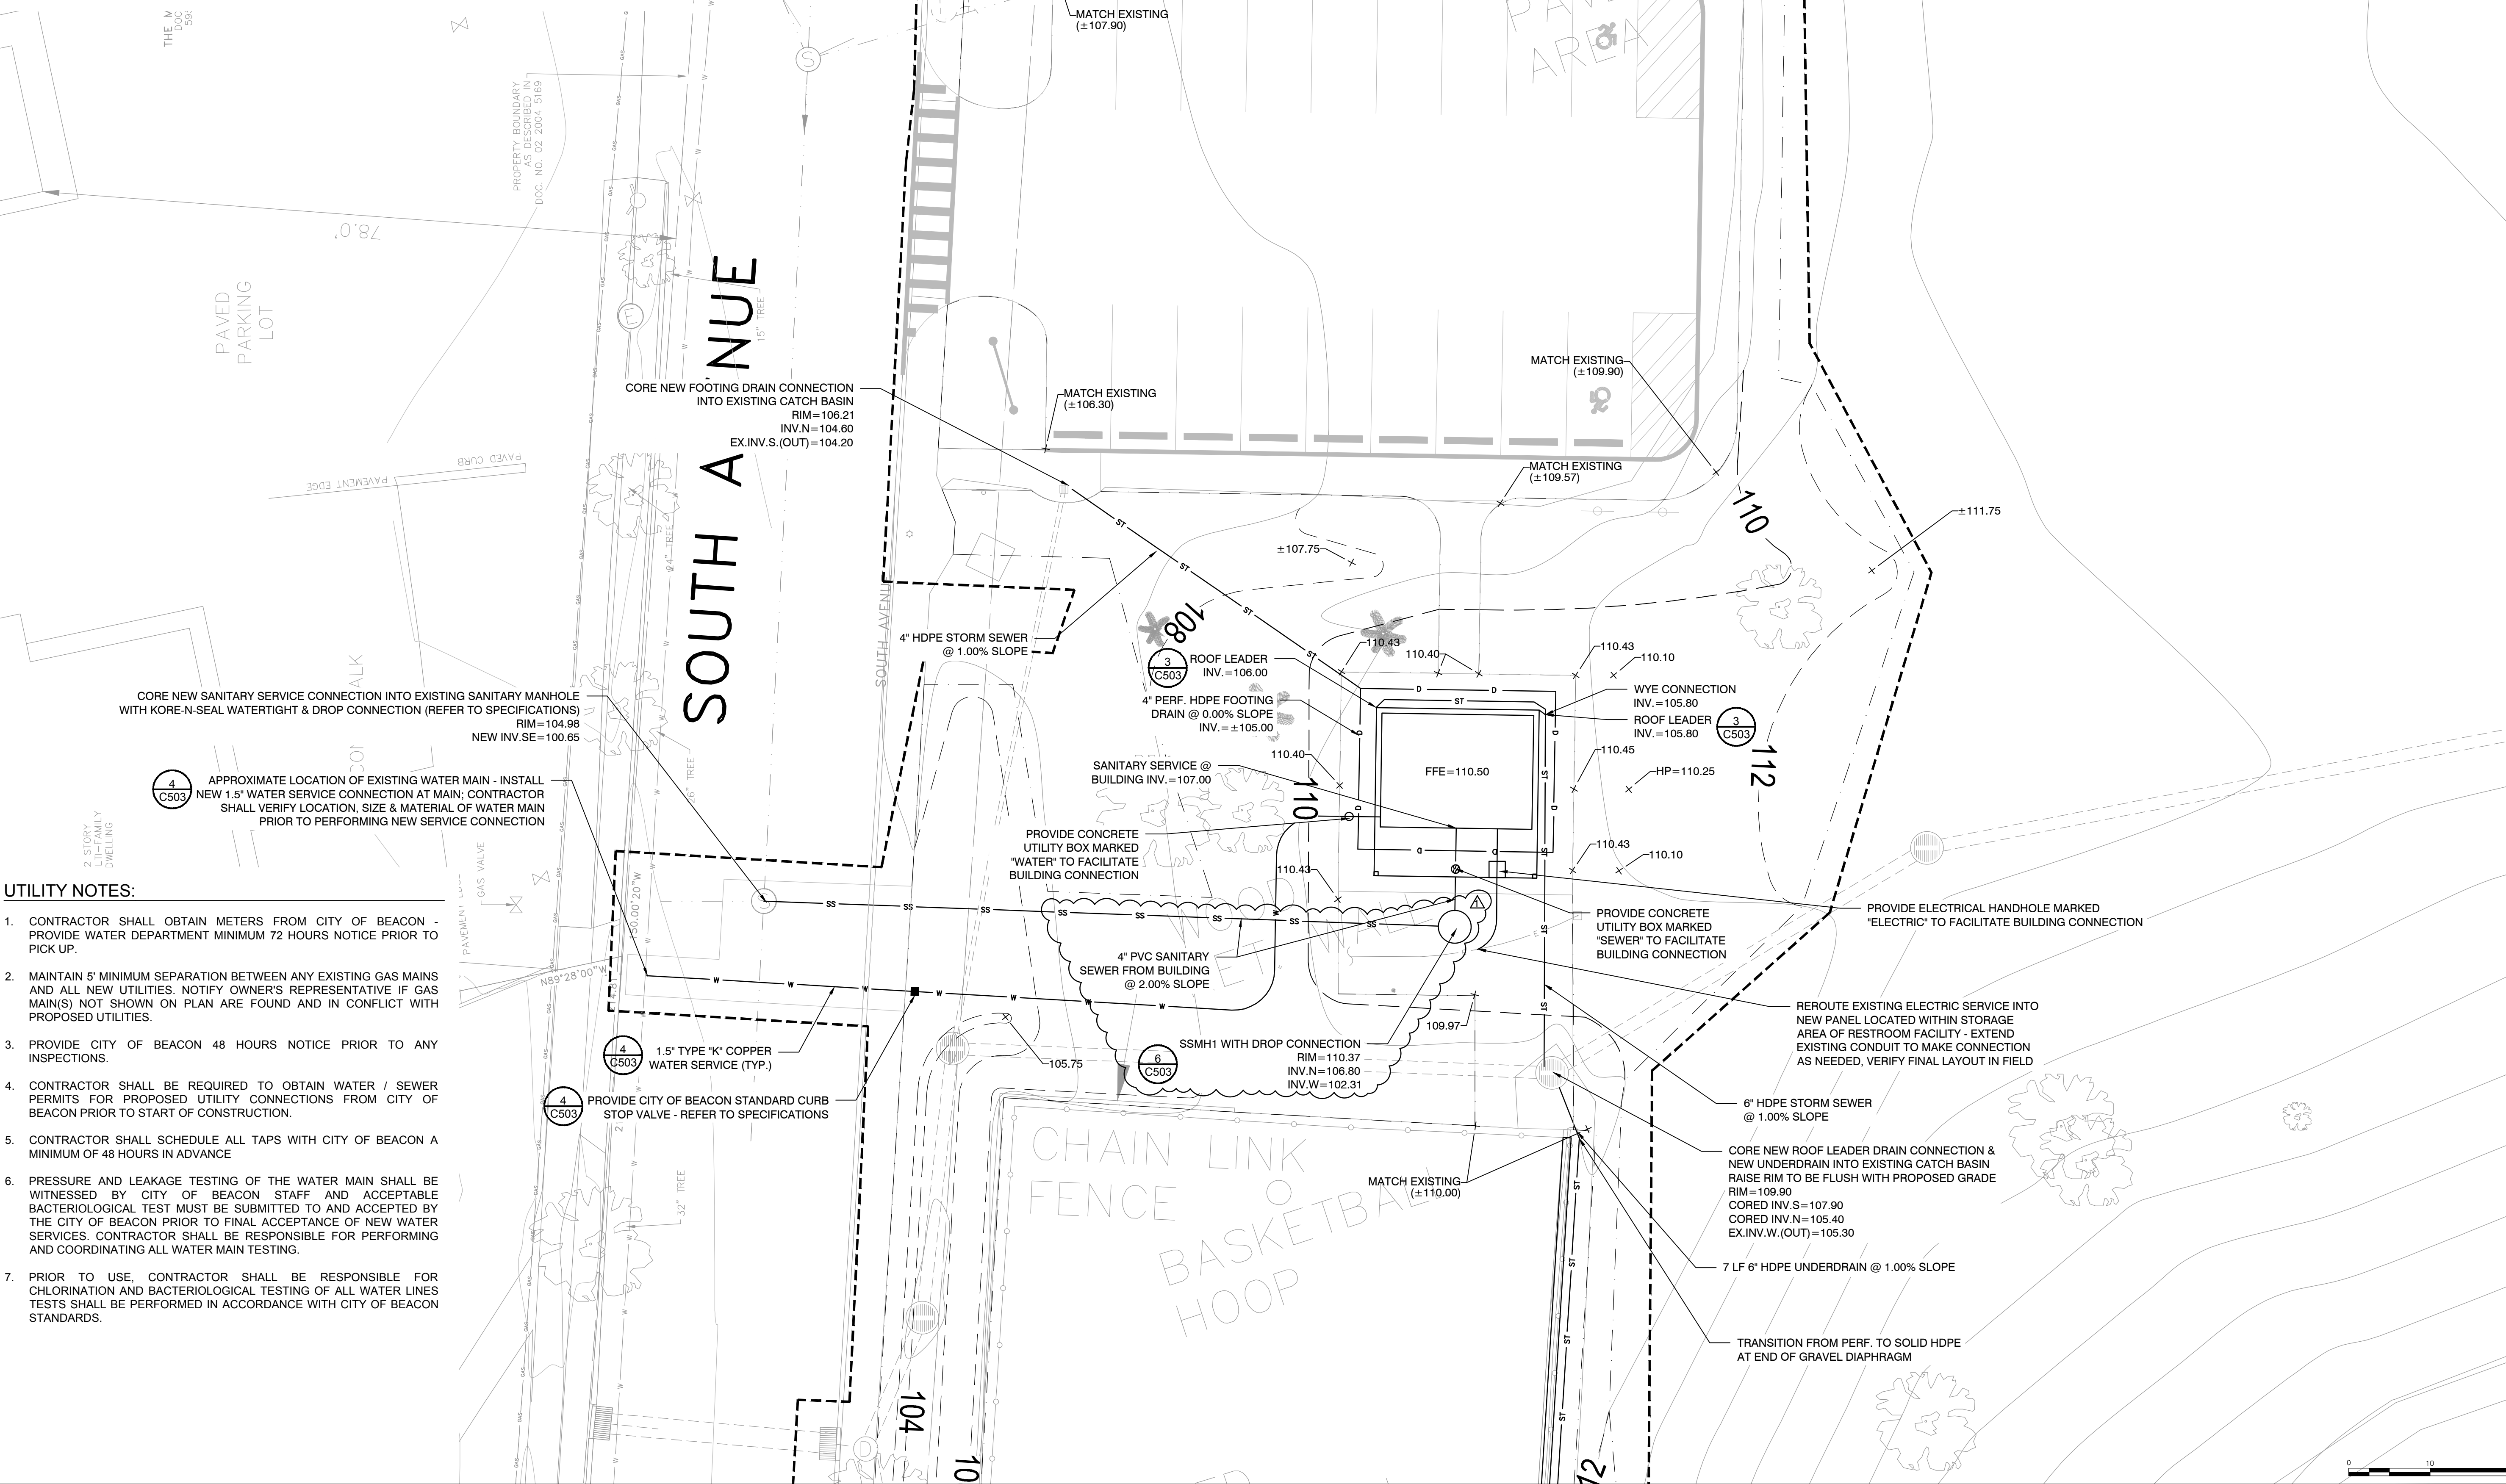 MATCH EXISTING
(±107.90)
THE M
DOC
595
PROPERTY BOUNDARY
AS DESCRIBED IN
DOC. NO. 02 2004 5169
AREA
S
78.0'
PAVED
PARKING
LOT
E
15" TREE
SOUTH A NUE
CORE NEW FOOTING DRAIN CONNECTION
INTO EXISTING CATCH BASIN
RIM=106.21
INV.N=104.60
EX.INV.S.(OUT)=104.20
MATCH EXISTING
(±106.30)
MATCH EXISTING
(±109.90)
MATCH EXISTING
(±109.57)
PAVED CURB
PAVEMENT EDGE
24" TREE
110
±111.75
±107.75
108
SOUTH AVENUE
4" HDPE STORM SEWER
@ 1.00% SLOPE
3
C503
ROOF LEADER
INV.=106.00
110.43
110.40
110.43
110.10
4" PERF. HDPE FOOTING
DRAIN @ 0.00% SLOPE
INV.=±105.00
WYE CONNECTION
INV.=105.80
ROOF LEADER
INV.=105.80
3
C503
CORE NEW SANITARY SERVICE CONNECTION INTO EXISTING SANITARY MANHOLE
WITH KORE-N-SEAL WATERTIGHT & DROP CONNECTION (REFER TO SPECIFICATIONS)
RIM=104.98
NEW INV.SE=100.65
4
C503
APPROXIMATE LOCATION OF EXISTING WATER MAIN - INSTALL
NEW 1.5" WATER SERVICE CONNECTION AT MAIN; CONTRACTOR
SHALL VERIFY LOCATION, SIZE & MATERIAL OF WATER MAIN
PRIOR TO PERFORMING NEW SERVICE CONNECTION
26" TREE
110.40
SANITARY SERVICE @
BUILDING INV.=107.00
FFE=110.50
110.45
HP=110.25
112
110
2 STORY
LTI-FAMILY
DWELLING
GAS VALVE
PROVIDE CONCRETE
UTILITY BOX MARKED
"WATER" TO FACILITATE
BUILDING CONNECTION
110.43
110.43
110.10
PROVIDE CONCRETE
UTILITY BOX MARKED
"SEWER" TO FACILITATE
BUILDING CONNECTION
PROVIDE ELECTRICAL HANDHOLE MARKED
"ELECTRIC" TO FACILITATE BUILDING CONNECTION
UTILITY NOTES:
1. CONTRACTOR SHALL OBTAIN METERS FROM CITY OF BEACON -
PROVIDE WATER DEPARTMENT MINIMUM 72 HOURS NOTICE PRIOR TO
PICK UP.
2. MAINTAIN 5' MINIMUM SEPARATION BETWEEN ANY EXISTING GAS MAINS
AND ALL NEW UTILITIES. NOTIFY OWNER'S REPRESENTATIVE IF GAS
MAIN(S) NOT SHOWN ON PLAN ARE FOUND AND IN CONFLICT WITH
PROPOSED UTILITIES.
3. PROVIDE CITY OF BEACON 48 HOURS NOTICE PRIOR TO ANY
INSPECTIONS.
4. CONTRACTOR SHALL BE REQUIRED TO OBTAIN WATER / SEWER
PERMITS FOR PROPOSED UTILITY CONNECTIONS FROM CITY OF
BEACON PRIOR TO START OF CONSTRUCTION.
5. CONTRACTOR SHALL SCHEDULE ALL TAPS WITH CITY OF BEACON A
MINIMUM OF 48 HOURS IN ADVANCE
6. PRESSURE AND LEAKAGE TESTING OF THE WATER MAIN SHALL BE
WITNESSED BY CITY OF BEACON STAFF AND ACCEPTABLE
BACTERIOLOGICAL TEST MUST BE SUBMITTED TO AND ACCEPTED BY
THE CITY OF BEACON PRIOR TO FINAL ACCEPTANCE OF NEW WATER
SERVICES. CONTRACTOR SHALL BE RESPONSIBLE FOR PERFORMING
AND COORDINATING ALL WATER MAIN TESTING.
7. PRIOR TO USE, CONTRACTOR SHALL BE RESPONSIBLE FOR
CHLORINATION AND BACTERIOLOGICAL TESTING OF ALL WATER LINES
TESTS SHALL BE PERFORMED IN ACCORDANCE WITH CITY OF BEACON
STANDARDS.
N89°28'00"W
4" PVC SANITARY
SEWER FROM BUILDING
@ 2.00% SLOPE
1
REROUTE EXISTING ELECTRIC SERVICE INTO
NEW PANEL LOCATED WITHIN STORAGE
AREA OF RESTROOM FACILITY - EXTEND
EXISTING CONDUIT TO MAKE CONNECTION
AS NEEDED, VERIFY FINAL LAYOUT IN FIELD
109.97
4
C503
1.5" TYPE "K" COPPER
WATER SERVICE (TYP.)
105.75
6
C503
SSMH1 WITH DROP CONNECTION
RIM=110.37
INV.N=106.80
INV.W=102.31
4
C503
PROVIDE CITY OF BEACON STANDARD CURB
STOP VALVE - REFER TO SPECIFICATIONS
6" HDPE STORM SEWER
@ 1.00% SLOPE
CORE NEW ROOF LEADER DRAIN CONNECTION &
NEW UNDERDRAIN INTO EXISTING CATCH BASIN
RAISE RIM TO BE FLUSH WITH PROPOSED GRADE
RIM=109.90
CORED INV.S=107.90
CORED INV.N=105.40
EX.INV.W.(OUT)=105.30
CHAIN LINK
FENCE
BASKETBALL
HOOP
MATCH EXISTING
(±110.00)
32" TREE
7 LF 6" HDPE UNDERDRAIN @ 1.00% SLOPE
TRANSITION FROM PERF. TO SOLID HDPE
AT END OF GRAVEL DIAPHRAGM
104
D
0 10